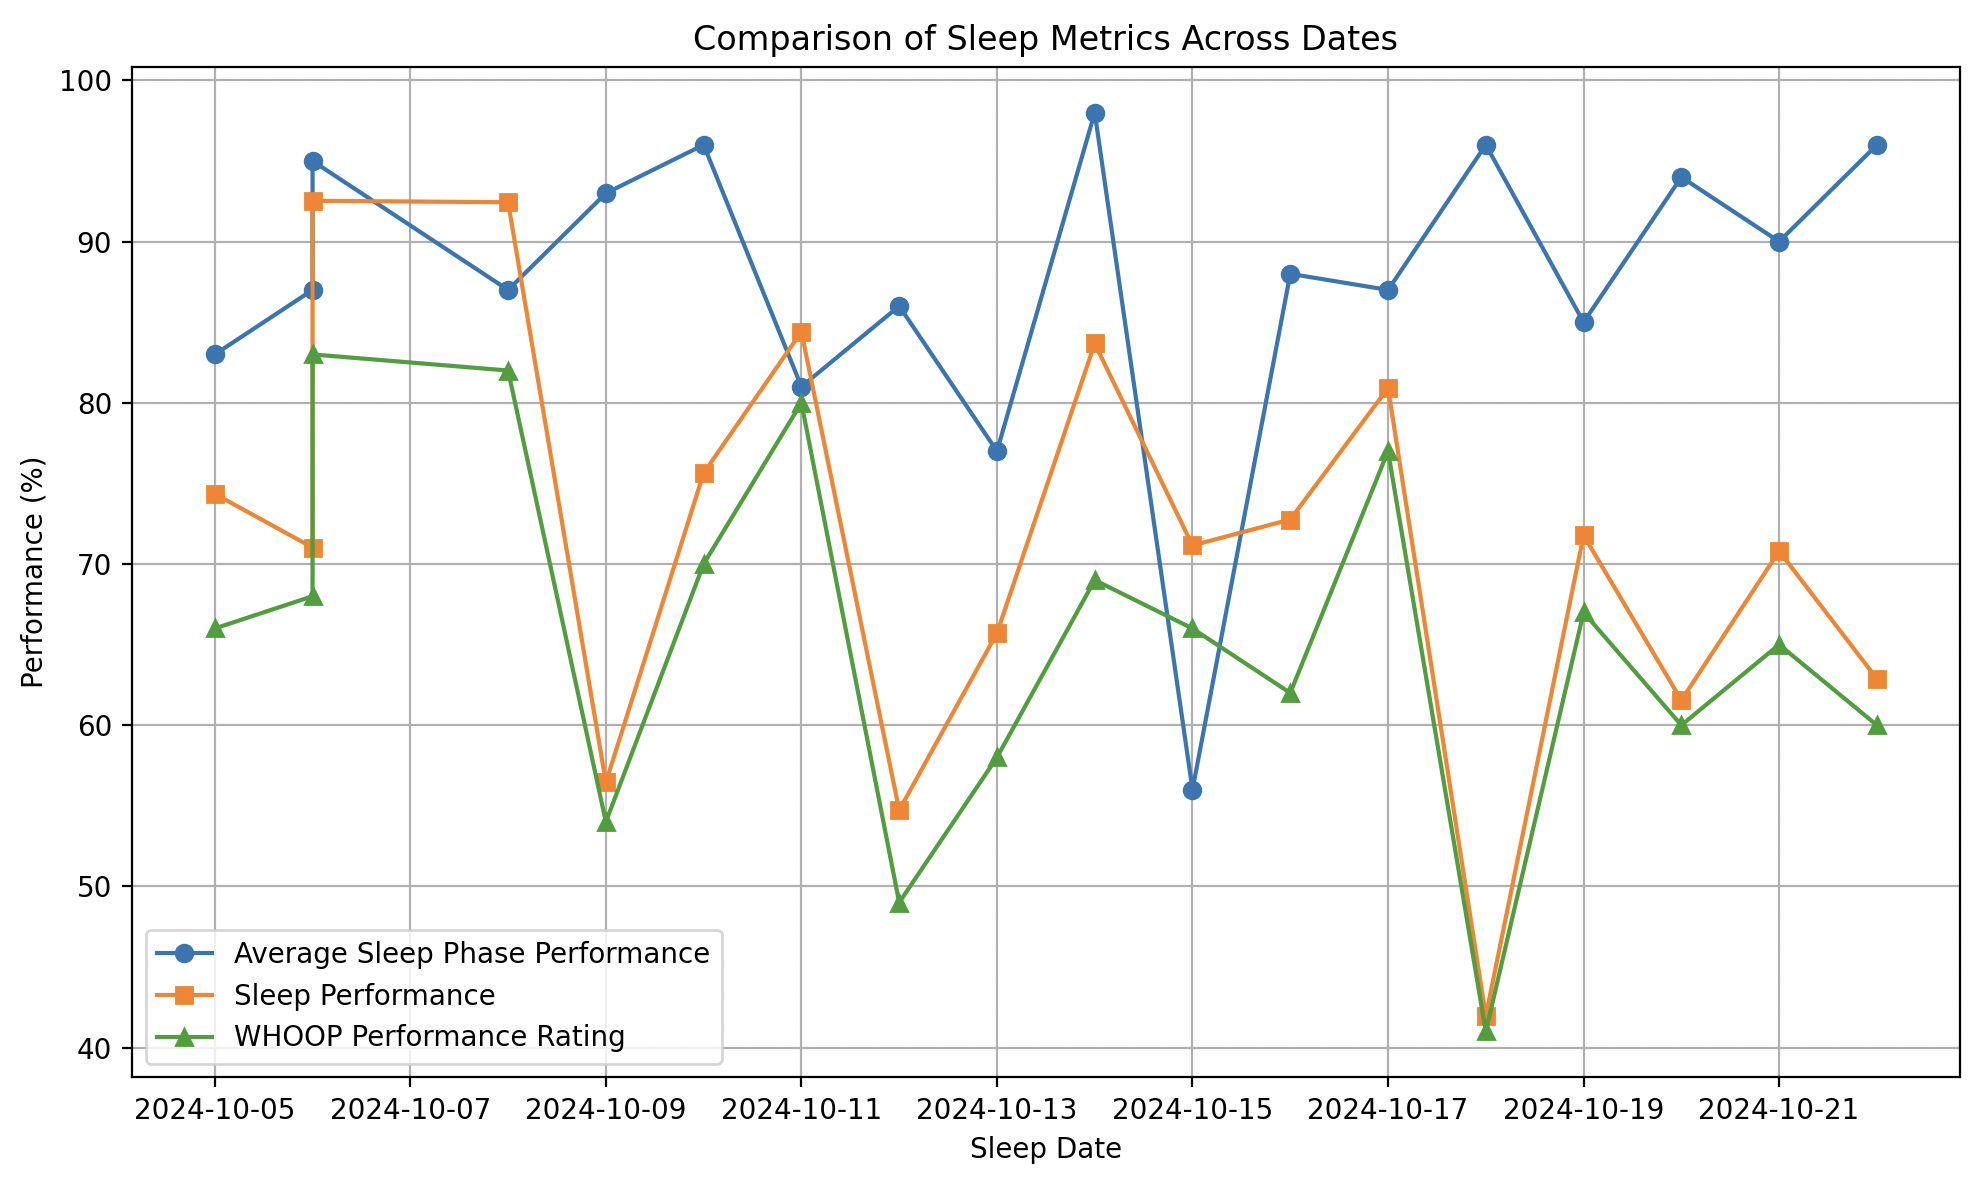 Comparison of Sleep Metrics Across Dates
100
90
80
70
60
50
40
Performance (%)
Average Sleep Phase Performance
Sleep Performance
WHOOP Performance Rating
2024-10-05 2024-10-07 2024-10-09 2024-10-11 2024-10-13 2024-10-15 2024-10-17 2024-10-19 2024-10-21
Sleep Date